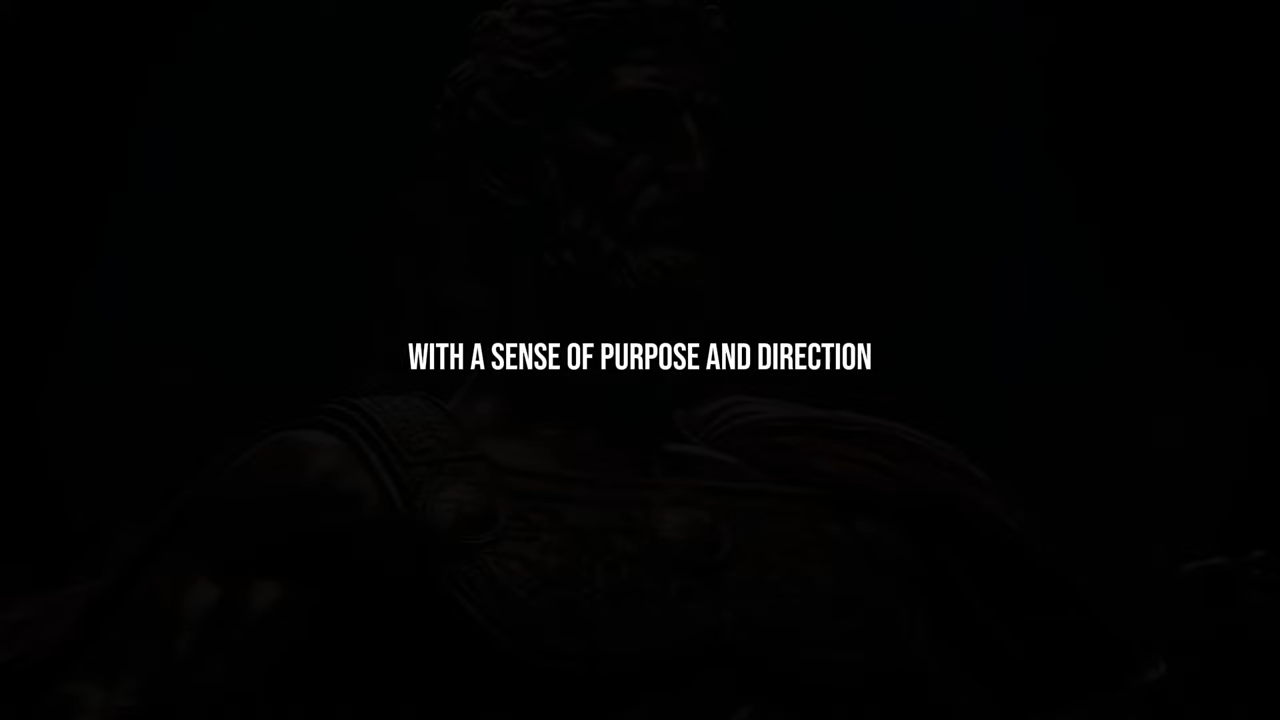 WITH A SENSE OF PURPOSE AND DIRECTION